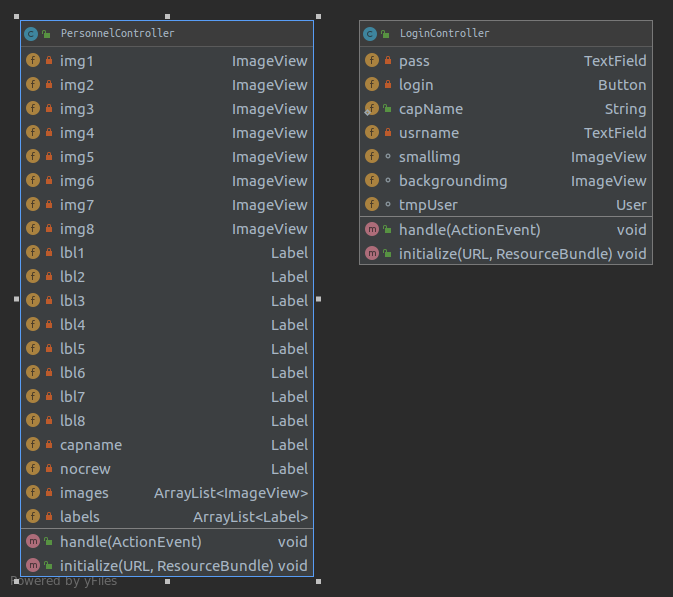 PersonnelController
img1 ImageView
img2 ImageView
img3 ImageView
img4 ImageView
img5 ImageView
img6 ImageView
img7 ImageView
img8 ImageView
lbl1 Label
lbl2 Label
lbl3 Label
lbl4 Label
lbl5 Label
lbl6 Label
lbl7 Label
lbl8 Label
capname Label
nocrew Label
images ArrayList<ImageView>
labels ArrayList<Label>
handle(ActionEvent) void
initialize(URL, ResourceBundle) void
Powered by yFiles
LoginController
pass TextField
login Button
capName String
usrname TextField
smallimg ImageView
backgroundimg ImageView
tmpUser User
handle(ActionEvent) void
initialize(URL, ResourceBundle) void